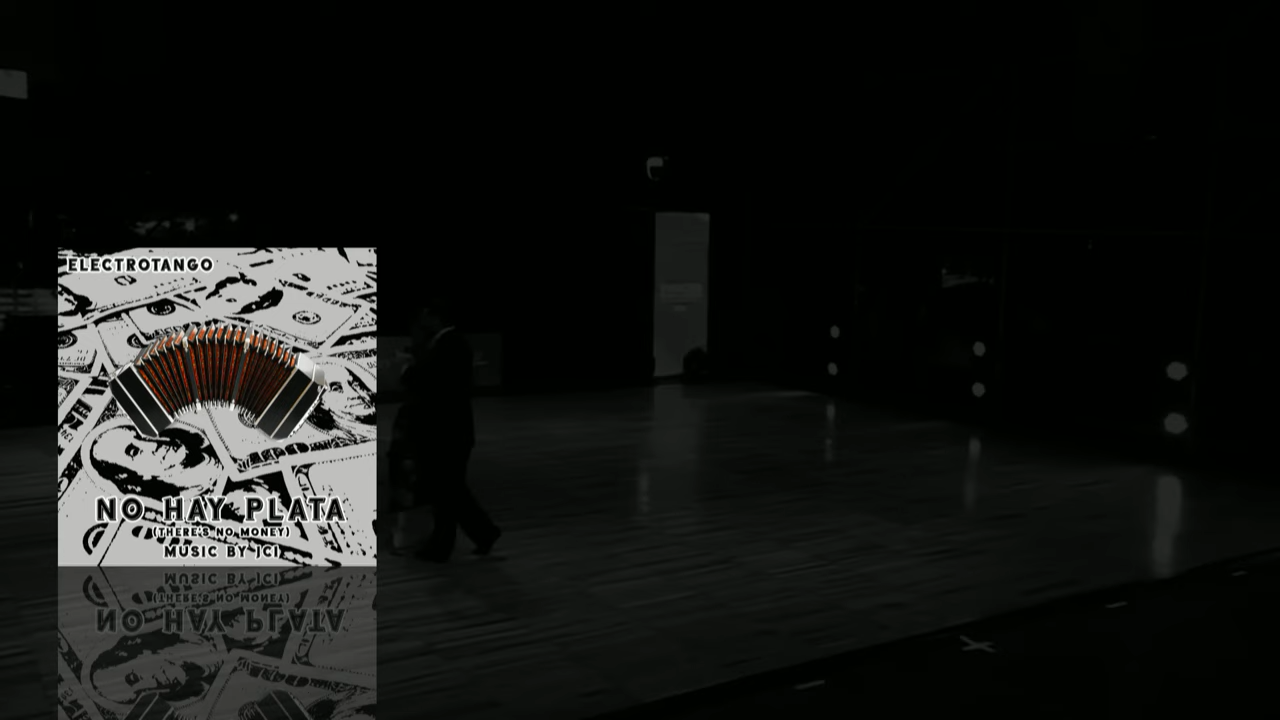 ELECTROTANGO
NO HAY PLATA
(THERE'S NO MONEY)
MUSIC BY JCI